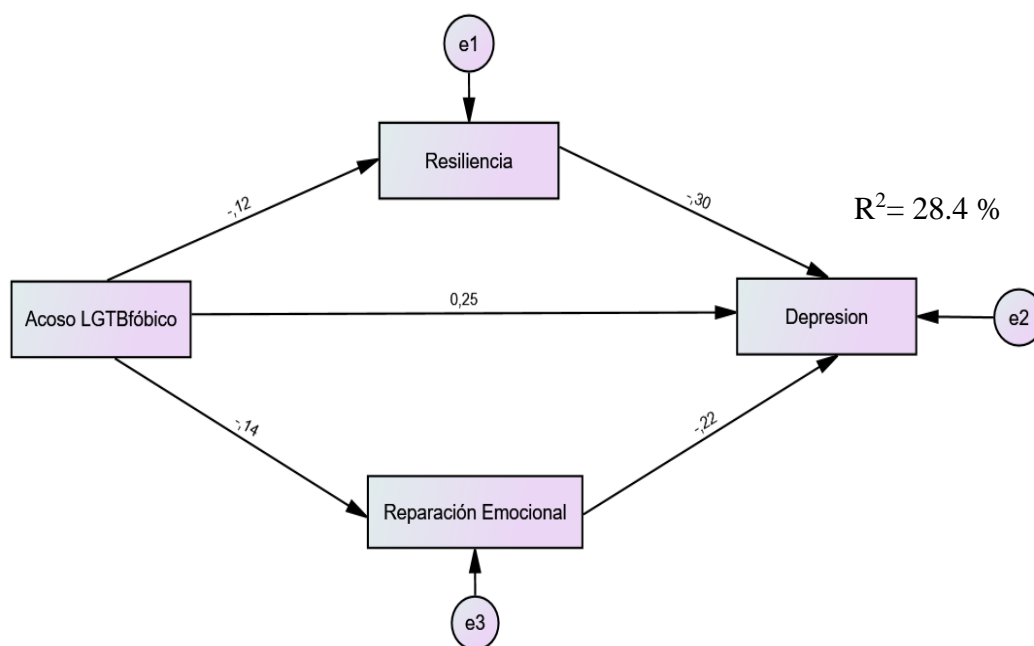 e1
Resiliencia
-,12
-,30
R²= 28.4 %
Acoso LGTBfóbico
0,25
Depresion
e2
-,14
-,22
Reparación Emocional
e3